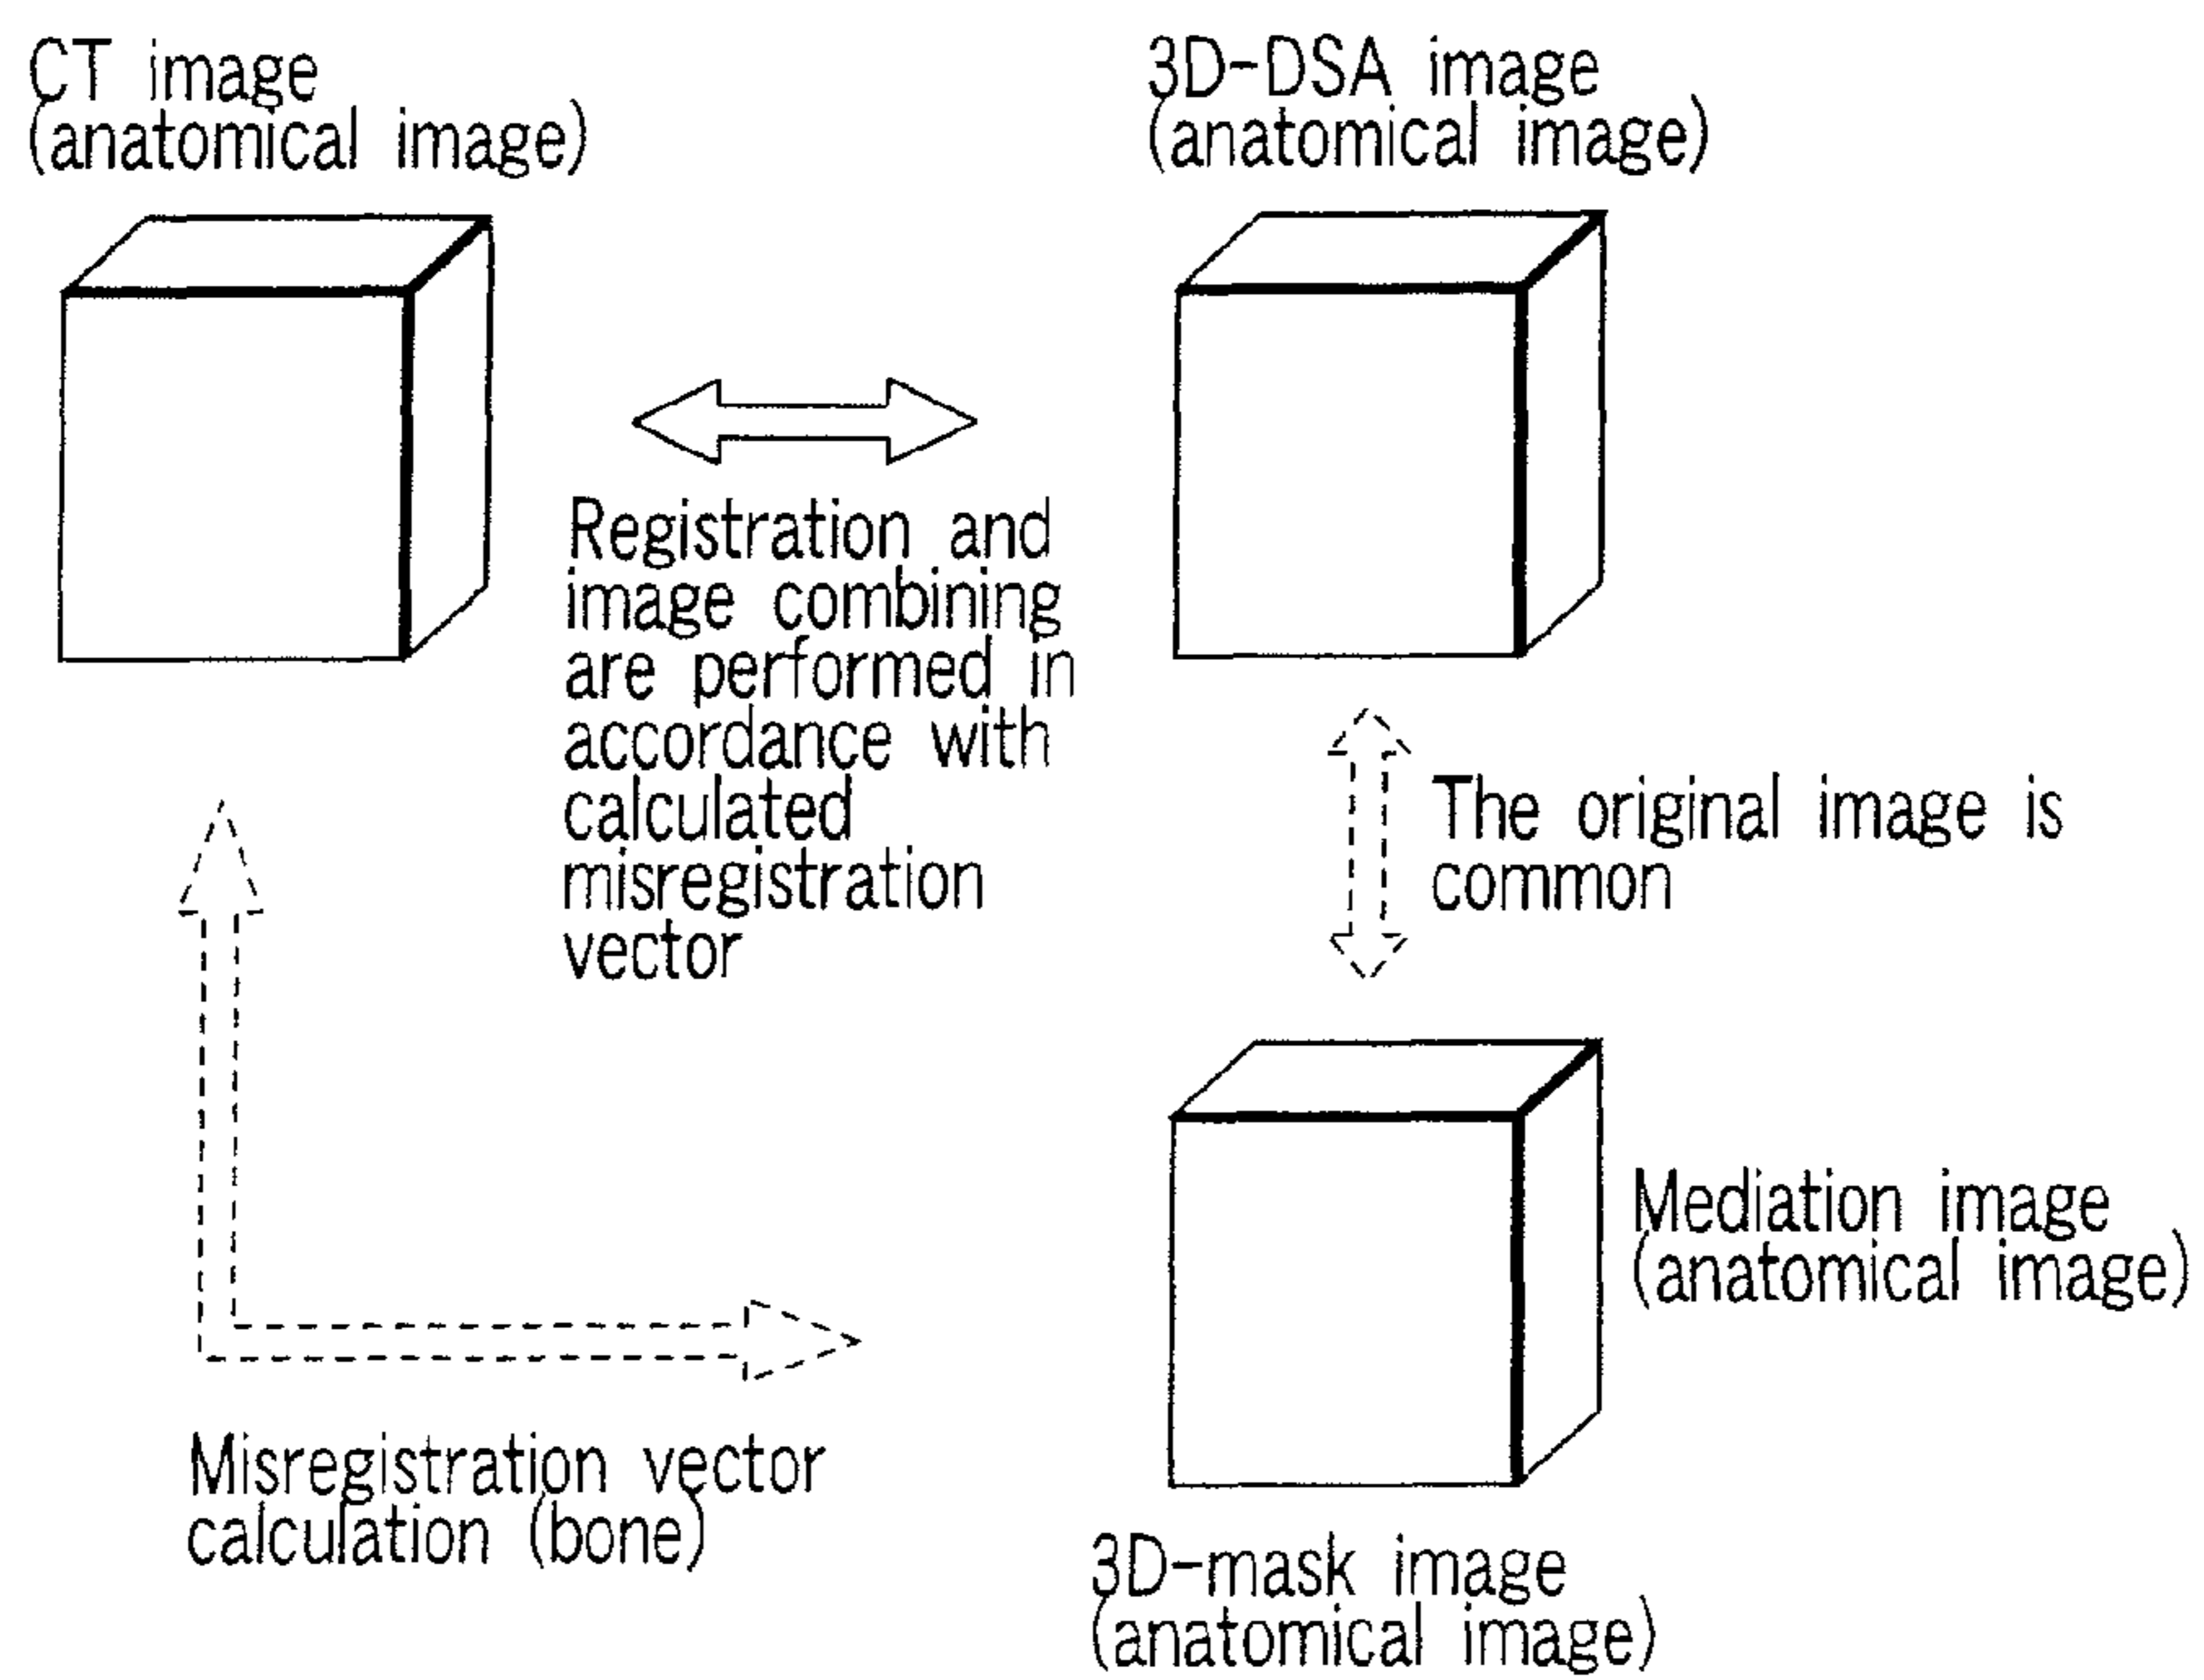 CT image
(anatomical image)
3D-DSA image
(anatomical image)
Registration and
image combining
are performed in
accordance with
calculated
misregistration
vector
The original image is
common
Mediation image
(anatomical image)
Misregistration vector
calculation (bone)
3D-mask image
(anatomical image)